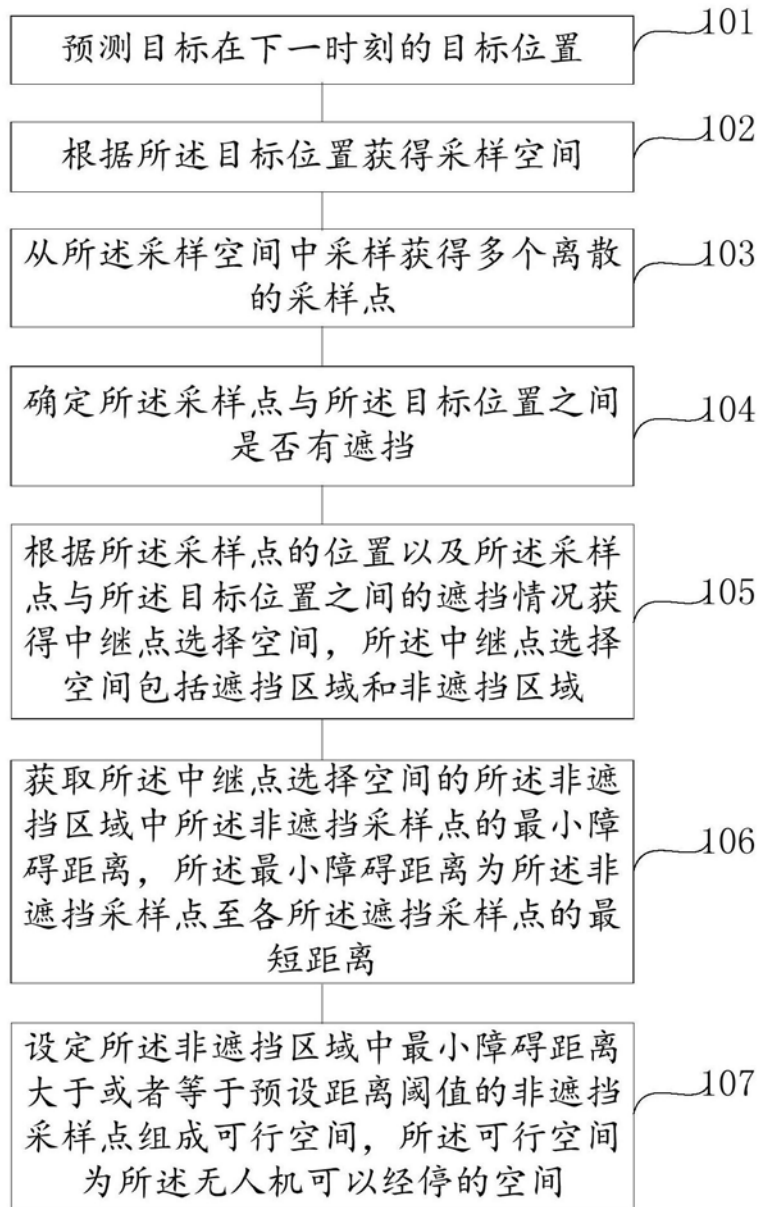 预测目标在下一时刻的目标位置
101
根据所述目标位置获得采样空间
102
从所述采样空间中采样获得多个离散
的采样点
103
确定所述采样点与所述目标位置之间
是否有遮挡
104
根据所述采样点的位置以及所述采样
点与所述目标位置之间的遮挡情况获
得中继点选择空间，所述中继点选择
空间包括遮挡区域和非遮挡区域
105
获取所述中继点选择空间的所述非遮
挡区域中所述非遮挡采样点的最小障
碍距离，所述最小障碍距离为所述非
遮挡采样点至各所述遮挡采样点的最
短距离
106
设定所述非遮挡区域中最小障碍距离
大于或者等于预设距离阈值的非遮挡
采样点组成可行空间，所述可行空间
为所述无人机可以经停的空间
107